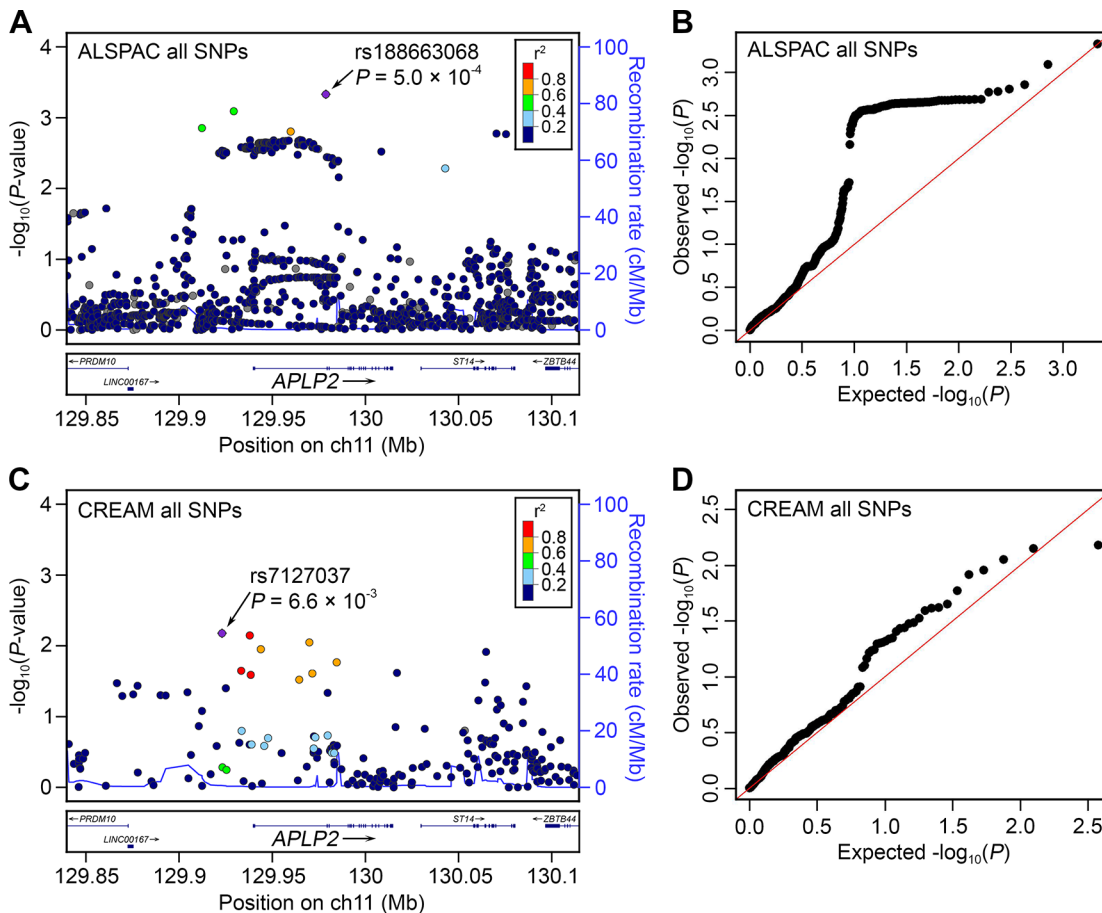 A
ALSPAC all SNPs
rs188663068
P = 5.0 × 10⁻⁴
r²
0.8
0.6
0.4
0.2
4
3
2
1
0
-log₁₀(P-value)
100
80
60
40
20
0
Recombination rate (cM/Mb)
←PRDM10
LINC00167→
APLP2
ST14→
←ZBTB44
129.85
129.9
129.95
130
130.05
130.1
Position on ch11 (Mb)
B
ALSPAC all SNPs
3.0
2.5
2.0
1.5
1.0
0.5
0.0
Observed -log₁₀(P)
0.0
0.5
1.0
1.5
2.0
2.5
3.0
Expected -log₁₀(P)
C
CREAM all SNPs
rs7127037
P = 6.6 × 10⁻³
r²
0.8
0.6
0.4
0.2
4
3
2
1
0
-log₁₀(P-value)
100
80
60
40
20
0
Recombination rate (cM/Mb)
←PRDM10
LINC00167→
APLP2
ST14→
←ZBTB44
129.85
129.9
129.95
130
130.05
130.1
Position on ch11 (Mb)
D
CREAM all SNPs
2.5
2.0
1.5
1.0
0.5
0.0
Observed -log₁₀(P)
0.0
0.5
1.0
1.5
2.0
2.5
Expected -log₁₀(P)